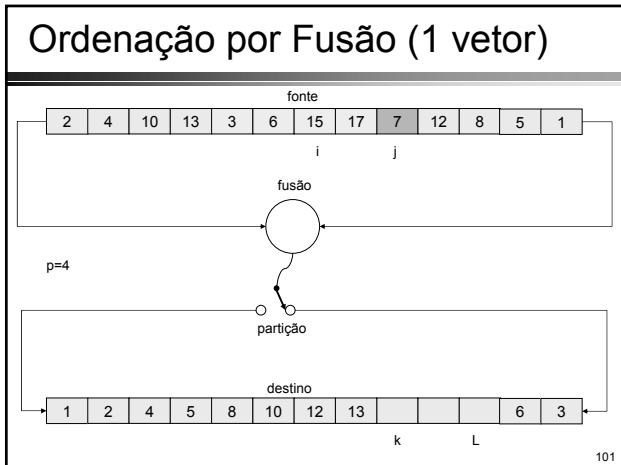 Ordenação por Fusão (1 vetor)
fonte
2 4 10 13 3 6 15 17 7 12 8 5 1
i j
fusão
p=4
partição
destino
1 2 4 5 8 10 12 13 6 3
k L
101